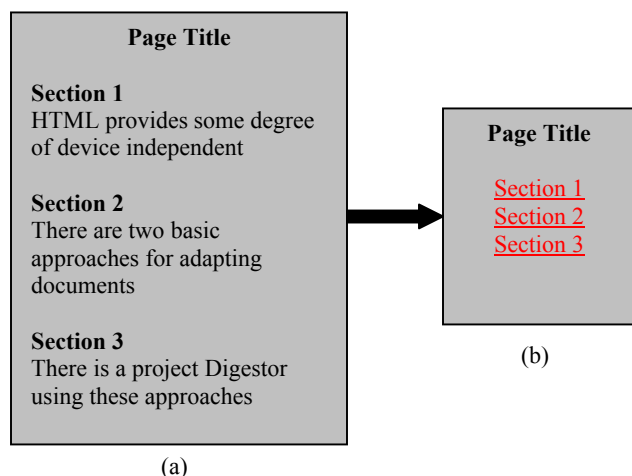 Page Title
Section 1
HTML provides some degree
of device independent
Section 2
There are two basic
approaches for adapting
documents
Section 3
There is a project Digestor
using these approaches
(a)
Page Title
Section 1
Section 2
Section 3
(b)